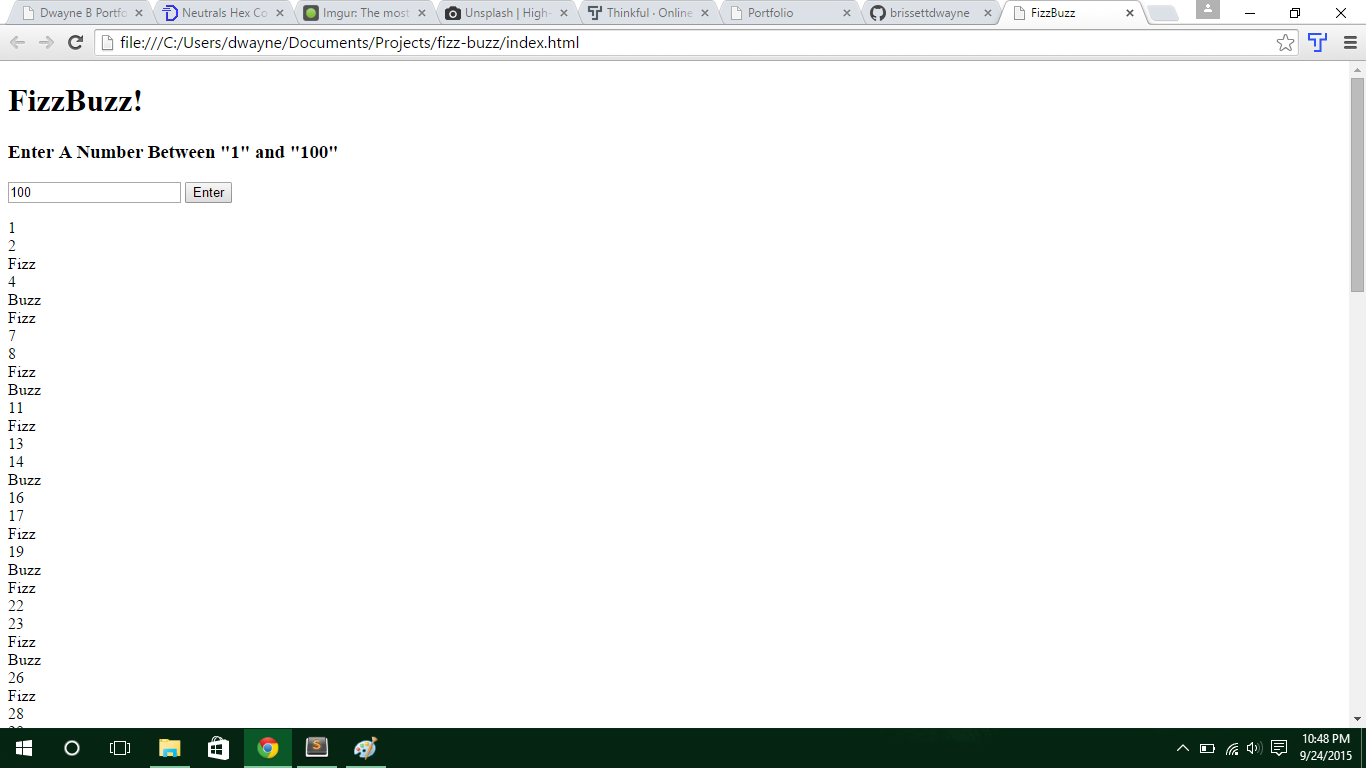 Dwayne B Portfo
Neutrals Hex Co
Imgur: The most
Unsplash | High-
Thinkful · Online
Portfolio
brissettdwayne
FizzBuzz
file:///C:/Users/dwayne/Documents/Projects/fizz-buzz/index.html
FizzBuzz!
Enter A Number Between "1" and "100"
100 Enter
1
2
Fizz
4
Buzz
Fizz
7
8
Fizz
Buzz
11
Fizz
13
14
Buzz
16
17
Fizz
19
Buzz
Fizz
22
23
Fizz
Buzz
26
Fizz
28
10:48 PM
9/24/2015